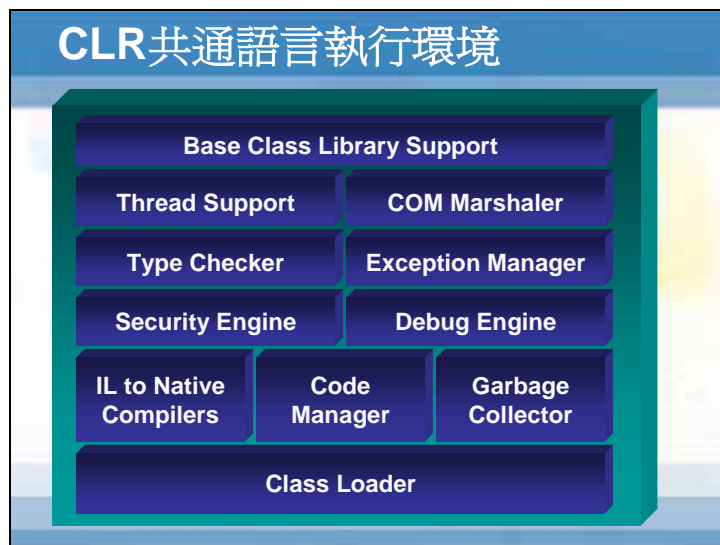 CLR共通語言執行環境
Base Class Library Support
Thread Support
COM Marshaler
Type Checker
Exception Manager
Security Engine
Debug Engine
IL to Native
Compilers
Code
Manager
Garbage
Collector
Class Loader